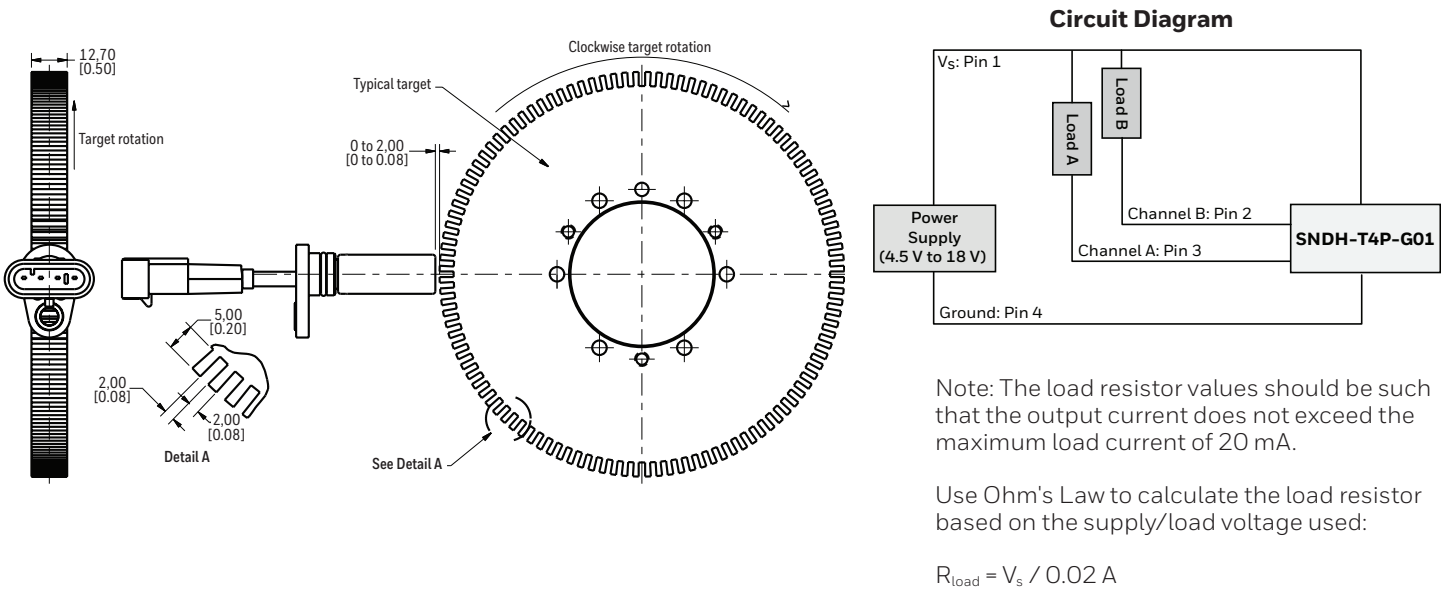 12,70
[0.50]
Target rotation
Clockwise target rotation
Typical target
0 to 2,00
[0 to 0.08]
5,00
[0.20]
2,00
[0.08]
2,00
[0.08]
Detail A
See Detail A
Circuit Diagram
Vs: Pin 1
Load B
Load A
Power
Supply
(4.5 V to 18 V)
Channel B: Pin 2
Channel A: Pin 3
SNDH-T4P-G01
Ground: Pin 4
Note: The load resistor values should be such
that the output current does not exceed the
maximum load current of 20 mA.
Use Ohm's Law to calculate the load resistor
based on the supply/load voltage used:
Rload = Vs / 0.02 A